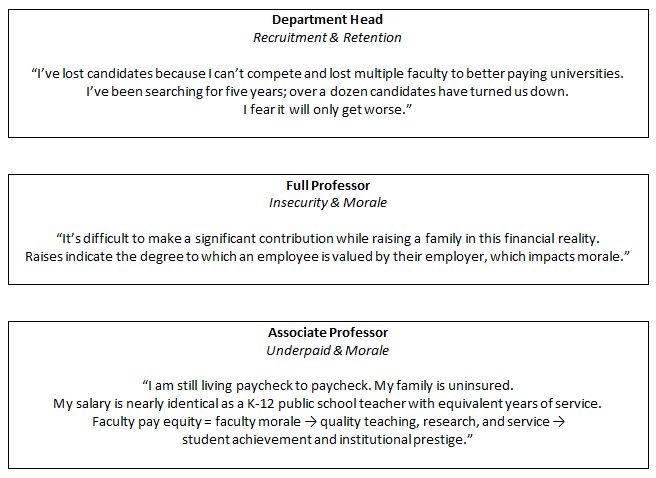 Department Head
Recruitment & Retention
“I’ve lost candidates because I can’t compete and lost multiple faculty to better paying universities.
I’ve been searching for five years; over a dozen candidates have turned us down.
I fear it will only get worse.”
Full Professor
Insecurity & Morale
“It’s difficult to make a significant contribution while raising a family in this financial reality.
Raises indicate the degree to which an employee is valued by their employer, which impacts morale.”
Associate Professor
Underpaid & Morale
“I am still living paycheck to paycheck. My family is uninsured.
My salary is nearly identical as a K-12 public school teacher with equivalent years of service.
Faculty pay equity = faculty morale → quality teaching, research, and service →
student achievement and institutional prestige.”